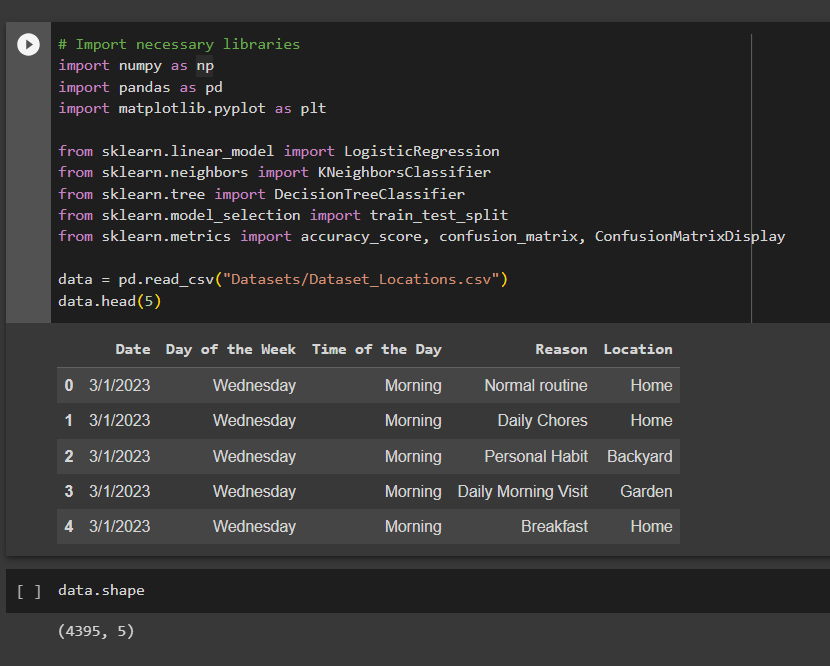 # Import necessary libraries
import numpy as np
import pandas as pd
import matplotlib.pyplot as plt
from sklearn.linear_model import LogisticRegression
from sklearn.neighbors import KNeighborsClassifier
from sklearn.tree import DecisionTreeClassifier
from sklearn.model_selection import train_test_split
from sklearn.metrics import accuracy_score, confusion_matrix, ConfusionMatrixDisplay
data = pd.read_csv("Datasets/Dataset_Locations.csv")
data.head(5)
Date Day of the Week Time of the Day Reason Location
0 3/1/2023 Wednesday Morning Normal routine Home
1 3/1/2023 Wednesday Morning Daily Chores Home
2 3/1/2023 Wednesday Morning Personal Habit Backyard
3 3/1/2023 Wednesday Morning Daily Morning Visit Garden
4 3/1/2023 Wednesday Morning Breakfast Home
[ ] data.shape
(4395, 5)